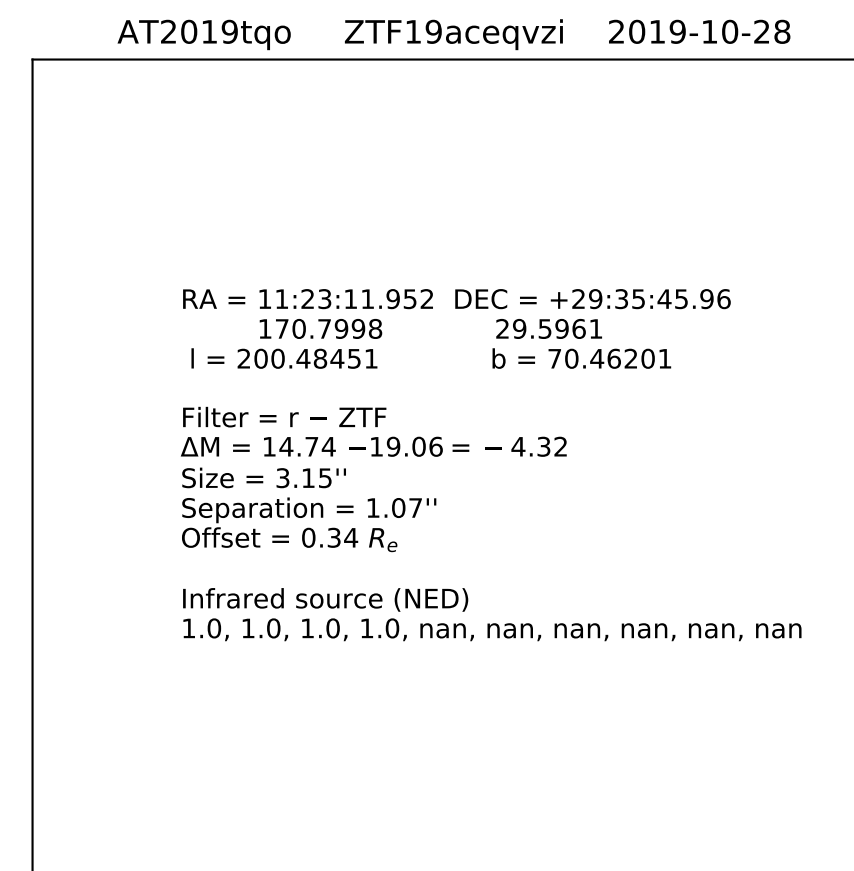 AT2019tqo ZTF19aceqvzi 2019-10-28
RA = 11:23:11.952 DEC = +29:35:45.96
170.7998 29.5961
l = 200.48451 b = 70.46201
Filter = r − ZTF
ΔM = 14.74 −19.06 = − 4.32
Size = 3.15''
Separation = 1.07''
Offset = 0.34 Rₑ
Infrared source (NED)
1.0, 1.0, 1.0, 1.0, nan, nan, nan, nan, nan, nan